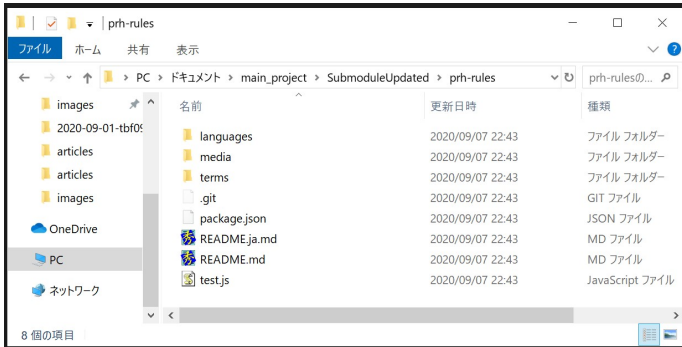 prh-rules
ファイル ホーム 共有 表示
PC › ドキュメント › main_project › SubmoduleUpdated › prh-rules
prh-rulesの...
images
2020-09-01-tbf09
articles
articles
images
OneDrive
PC
ネットワーク
名前 更新日時 種類
languages 2020/09/07 22:43 ファイル フォルダー
media 2020/09/07 22:43 ファイル フォルダー
terms 2020/09/07 22:43 ファイル フォルダー
.git 2020/09/07 22:43 GIT ファイル
package.json 2020/09/07 22:43 JSON ファイル
README.ja.md 2020/09/07 22:43 MD ファイル
README.md 2020/09/07 22:43 MD ファイル
test.js 2020/09/07 22:43 JavaScript ファイル
8 個の項目